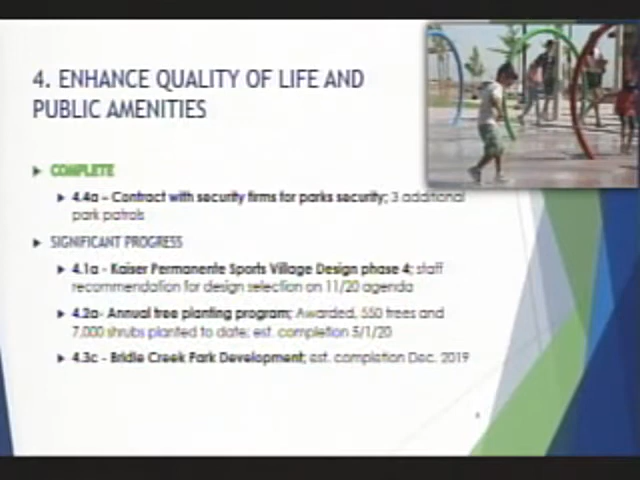 4. ENHANCE QUALITY OF LIFE AND
PUBLIC AMENITIES
COMPLETE
4.4a – Contract with security firms for parks security; 3 additional
park patrols
SIGNIFICANT PROGRESS
4.1a - Kaiser Permanente Sports Village Design phase 4; staff
recommendation for design selection on 11/20 agenda
4.2a- Annual tree planting program; Awarded, 550 trees and
7,000 shrubs planted to date; est. completion 5/1/20
4.3c - Bridle Creek Park Development; est. completion Dec. 2019